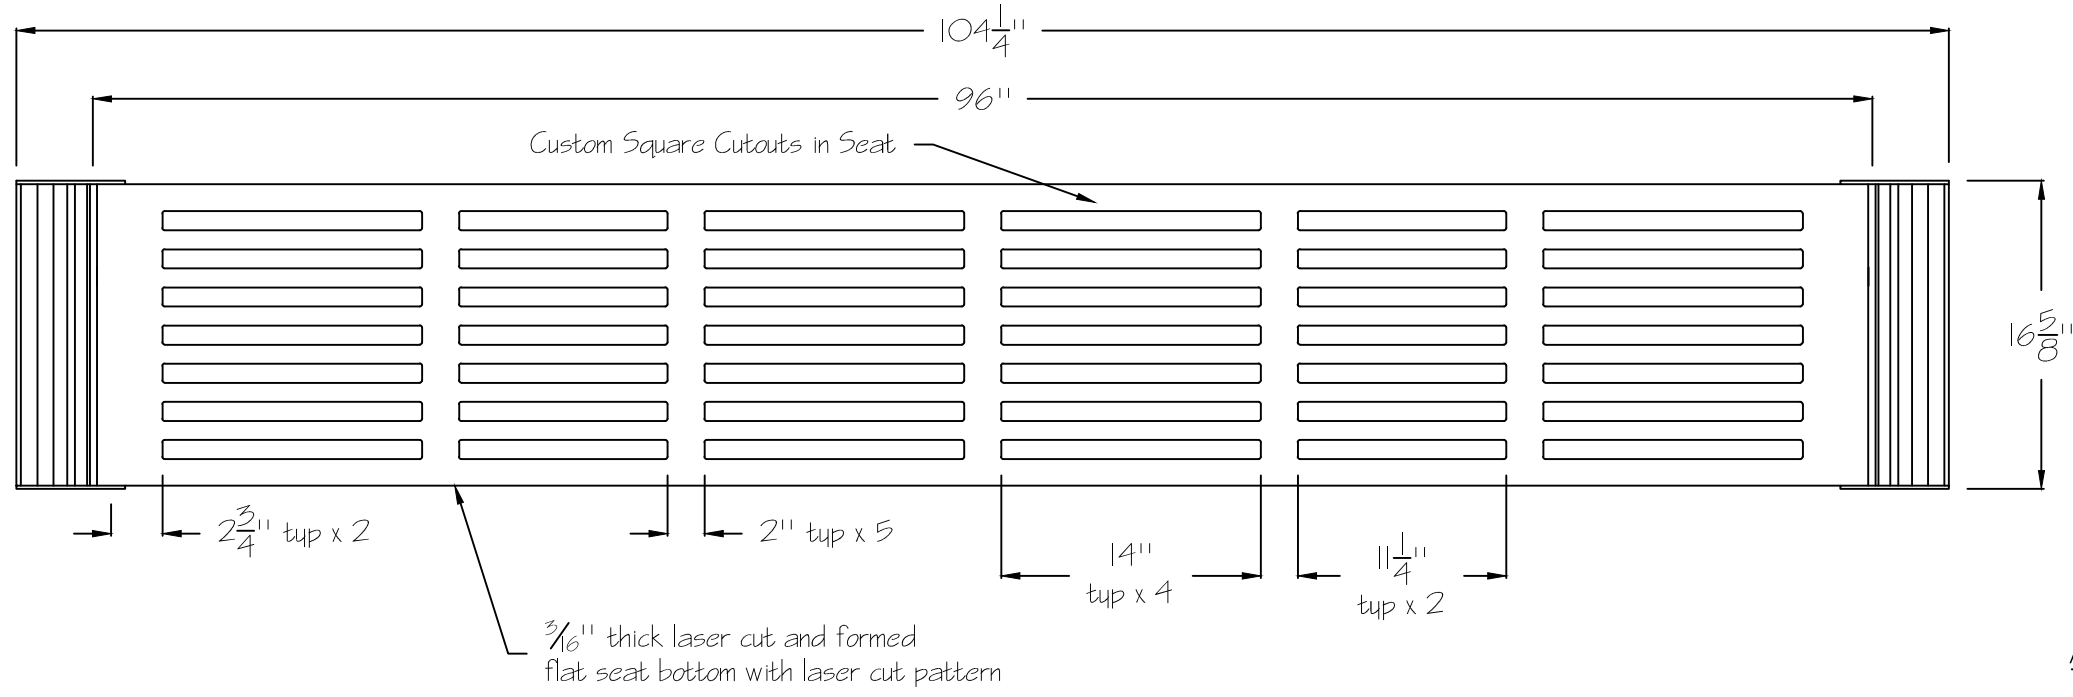 104 1/4"
96"
Custom Square Cutouts in Seat
16 5/8"
2 3/4" typ x 2
2" typ x 5
14"
typ x 4
11 1/4"
typ x 2
3/16" thick laser cut and formed
flat seat bottom with laser cut pattern